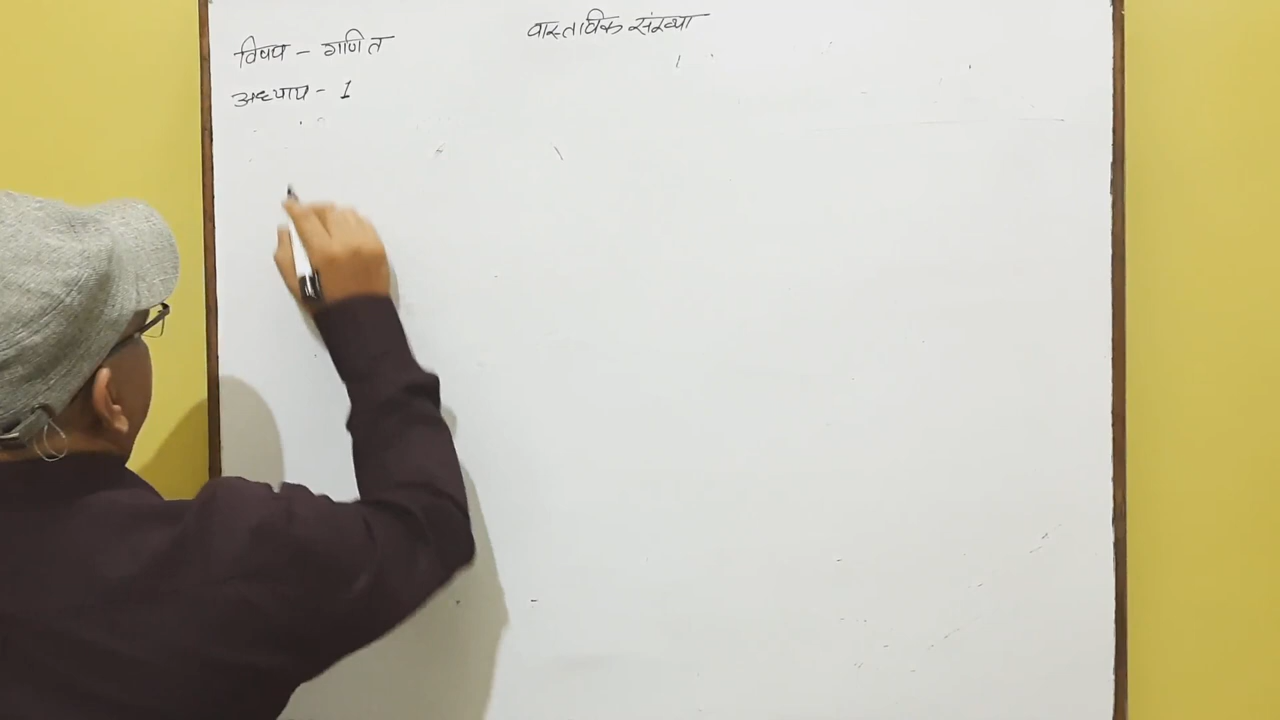 वास्तविक संख्या
विषय - गणित
अध्याय - 1